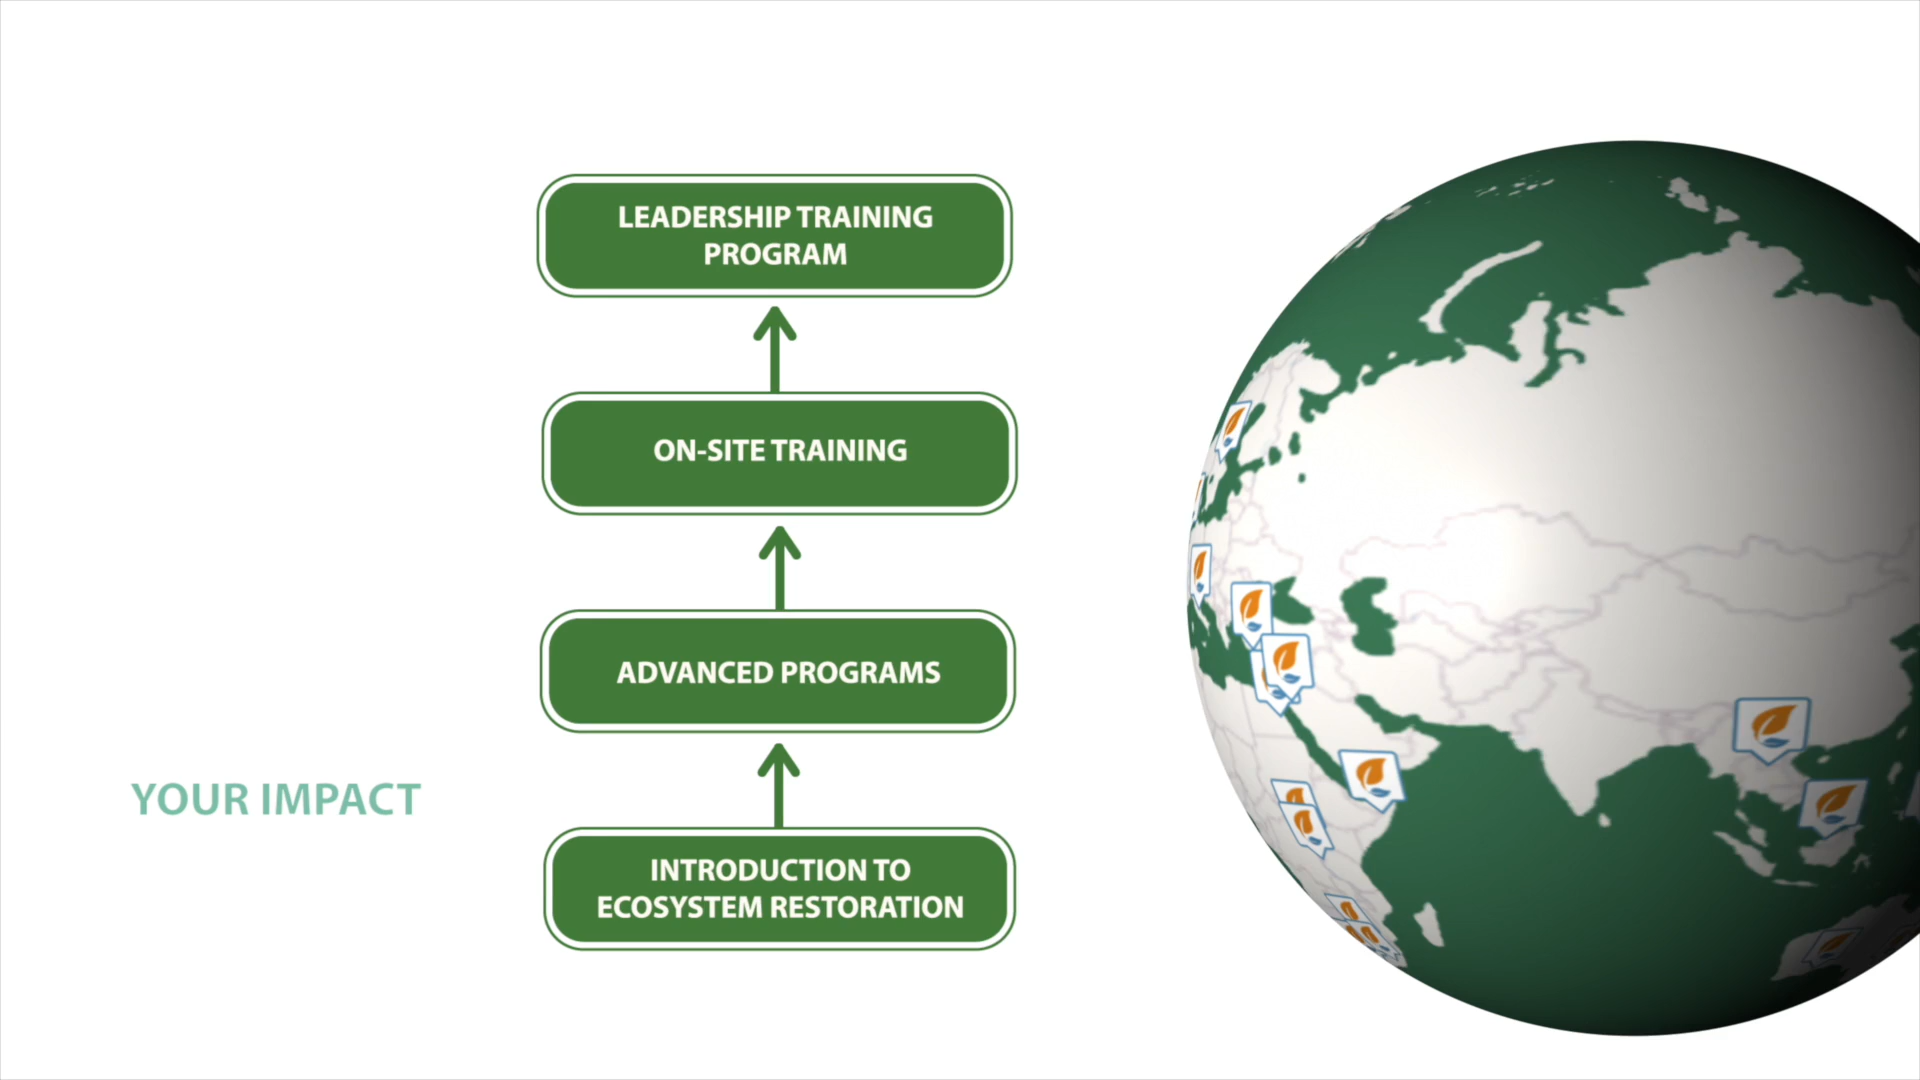 LEADERSHIP TRAINING
PROGRAM
ON-SITE TRAINING
ADVANCED PROGRAMS
YOUR IMPACT
INTRODUCTION TO
ECOSYSTEM RESTORATION